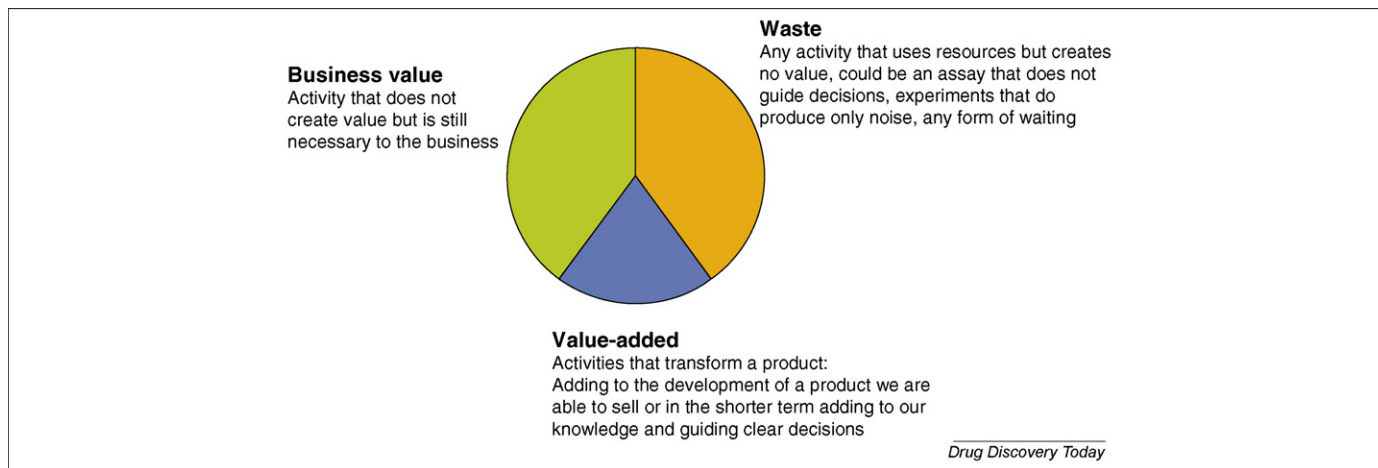 Waste
Any activity that uses resources but creates
no value, could be an assay that does not
guide decisions, experiments that do
produce only noise, any form of waiting
Business value
Activity that does not
create value but is still
necessary to the business
Value-added
Activities that transform a product:
Adding to the development of a product we are
able to sell or in the shorter term adding to our
knowledge and guiding clear decisions
Drug Discovery Today